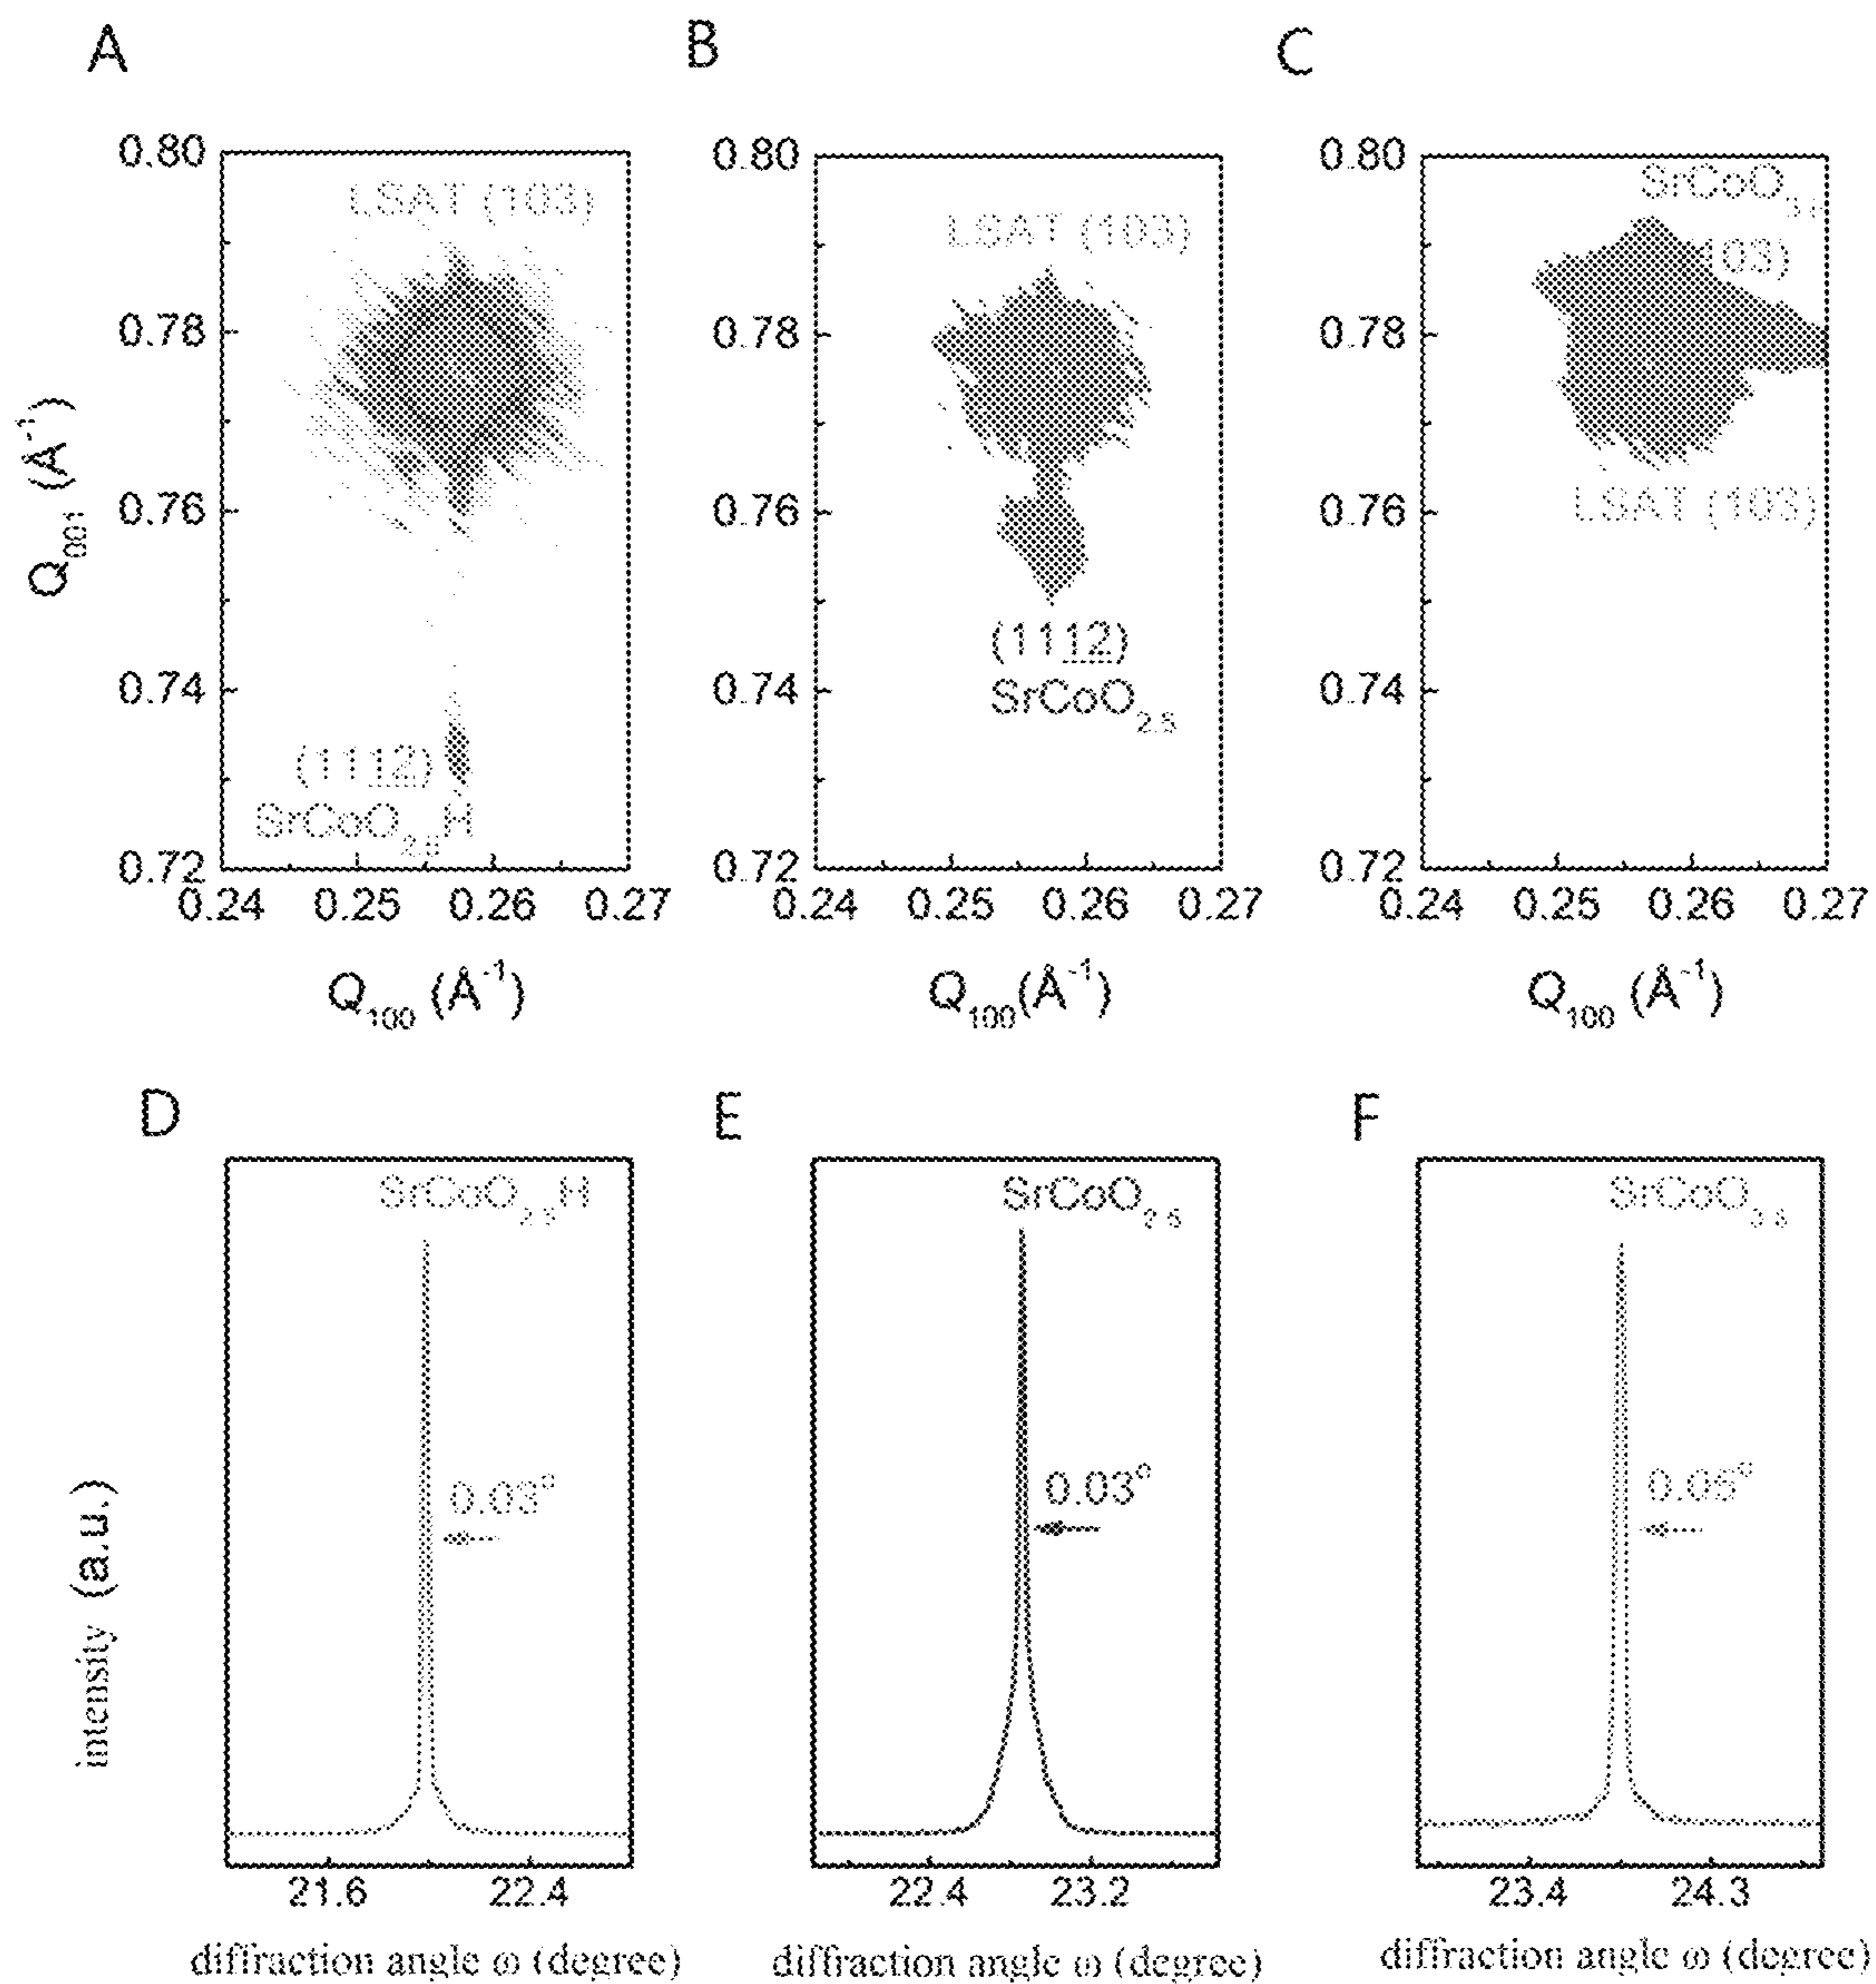 A
B
C
0.80
0.78
0.76
0.74
0.72
0.24 0.25 0.26 0.27
Q001 (Å-1)
Q100 (Å-1)
LSAT (103)
(1112)
SrCoO2.5H
0.80
0.78
0.76
0.74
0.72
0.24 0.25 0.26 0.27
Q100(Å-1)
LSAT (103)
(1112)
SrCoO2.5
0.80
0.78
0.76
0.74
0.72
0.24 0.25 0.26 0.27
Q100 (Å-1)
SrCoO
103)
LSAT (103)
D
E
F
intensity (a.u.)
SrCoO2.5H
0.03°
21.6 22.4
diffraction angle ω (degree)
SrCoO2.5
0.03°
22.4 23.2
diffraction angle ω (degree)
SrCoO
0.05°
23.4 24.3
diffraction angle ω (degree)